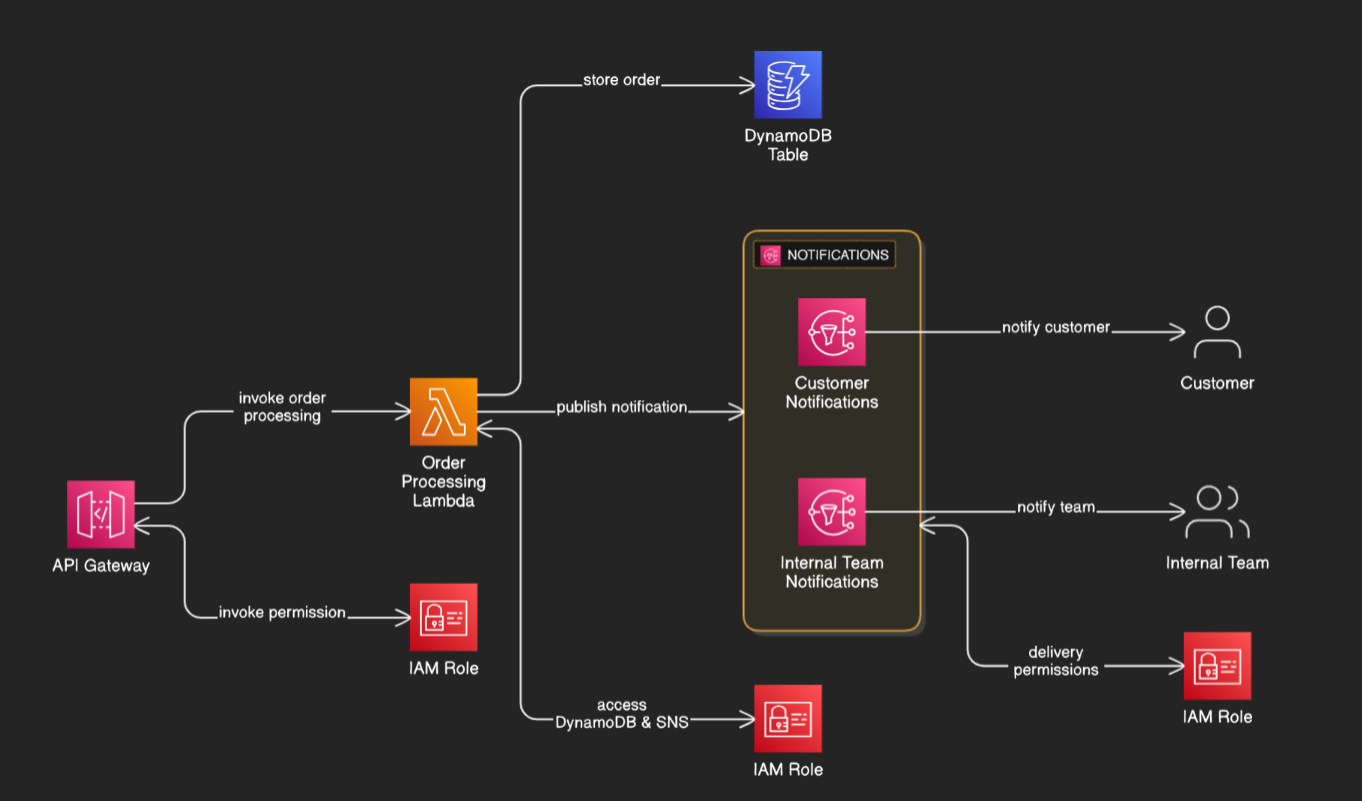 store order
DynamoDB
Table
NOTIFICATIONS
notify customer
Customer
Notifications
Customer
invoke order
processing
publish notification
Order
Processing
Lambda
API Gateway
notify team
Internal Team
Notifications
Internal Team
invoke permission
IAM Role
delivery
permissions
IAM Role
access
DynamoDB & SNS
IAM Role